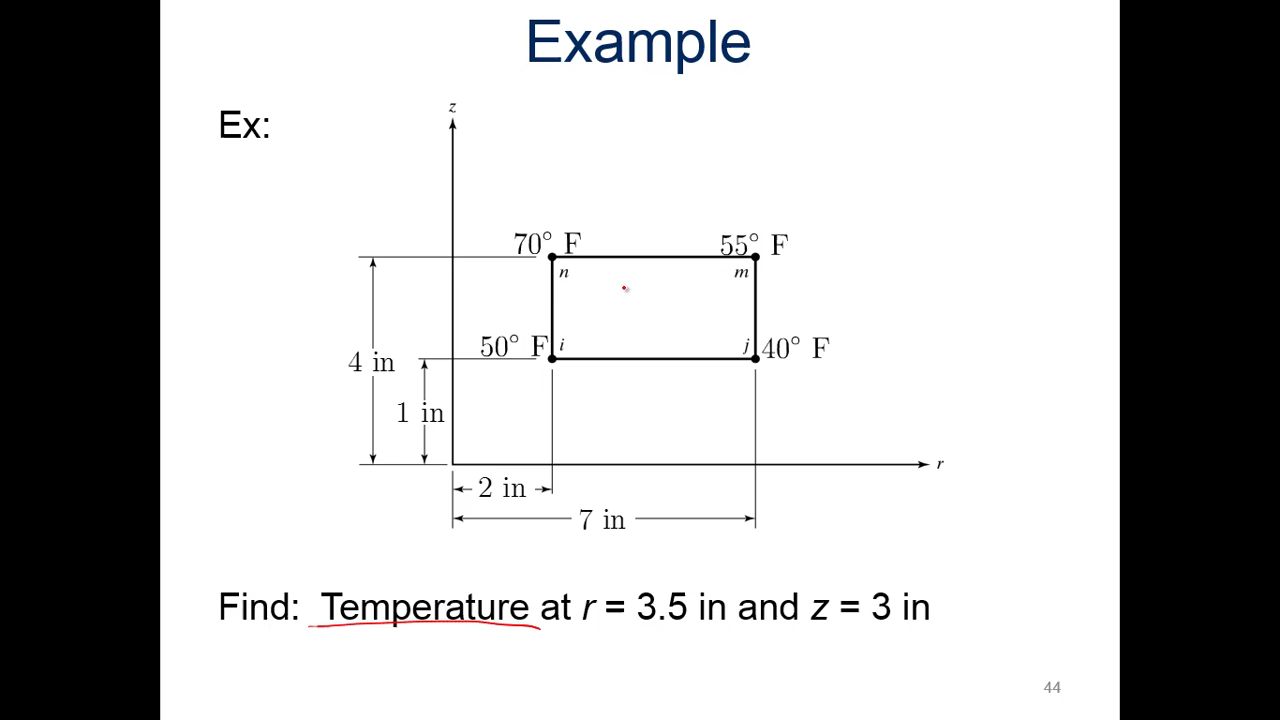 Example
Ex:
z
70° F
55° F
n
m
50° F
i
j
40° F
4 in
1 in
r
2 in
7 in
Find: Temperature at r = 3.5 in and z = 3 in
44